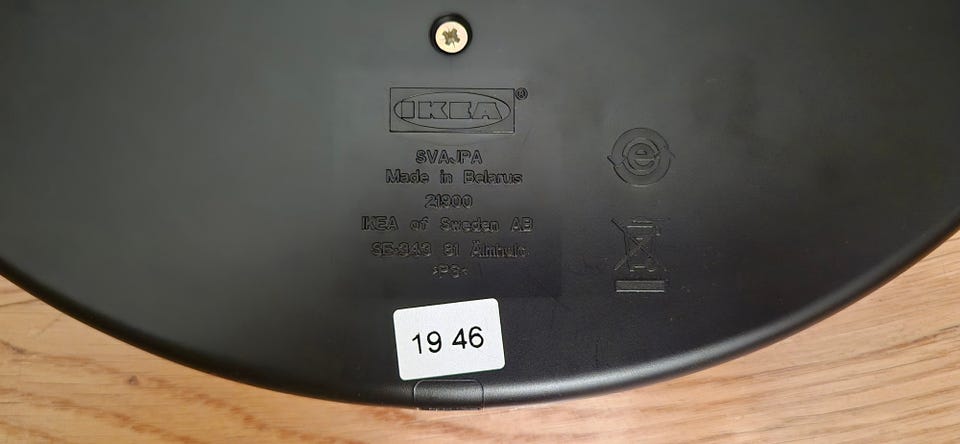 IKEA®
SVAJPA
Made in Belarus
21900
IKEA of Sweden AB
SE-343 81 Älmhult
>PS<
e
19 46